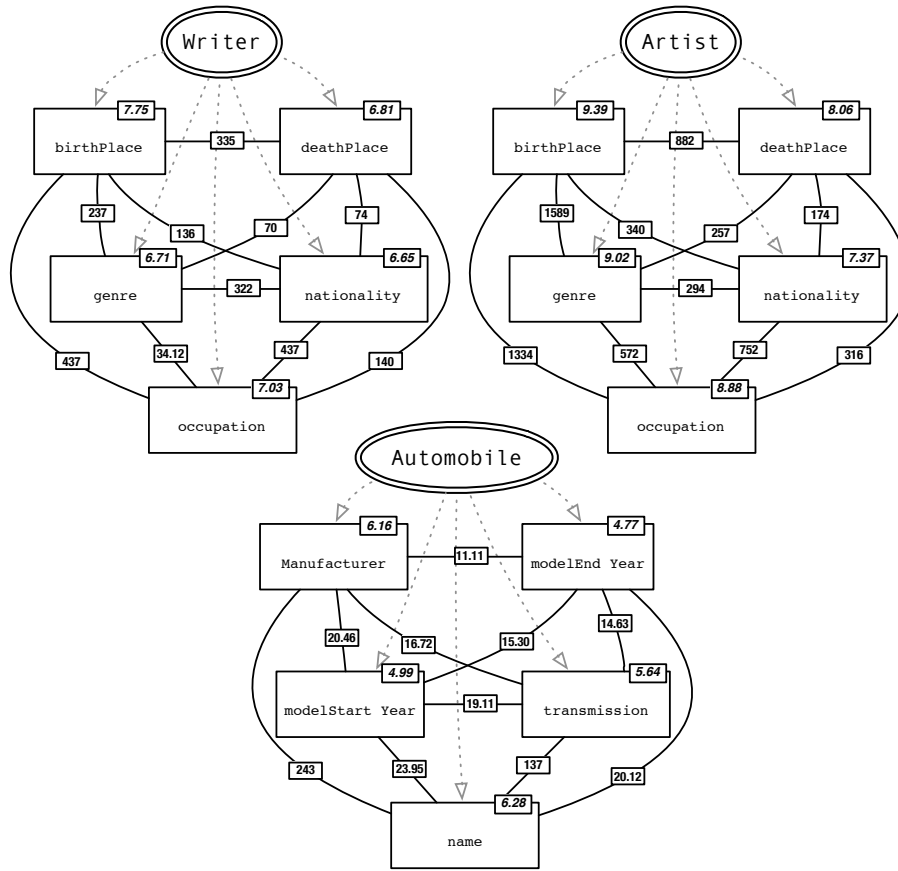 Writer
Artist
7.75
6.81
9.39
8.06
birthPlace
335
deathPlace
birthPlace
882
deathPlace
237
74
1589
174
136
70
340
257
6.71
6.65
9.02
7.37
genre
322
nationality
genre
294
nationality
34.12
437
572
752
437
140
1334
316
7.03
8.88
occupation
occupation
Automobile
6.16
4.77
Manufacturer
11.11
modelEnd Year
14.63
20.46
16.72
15.30
4.99
5.64
modelStart Year
19.11
transmission
243
23.95
137
20.12
6.28
name